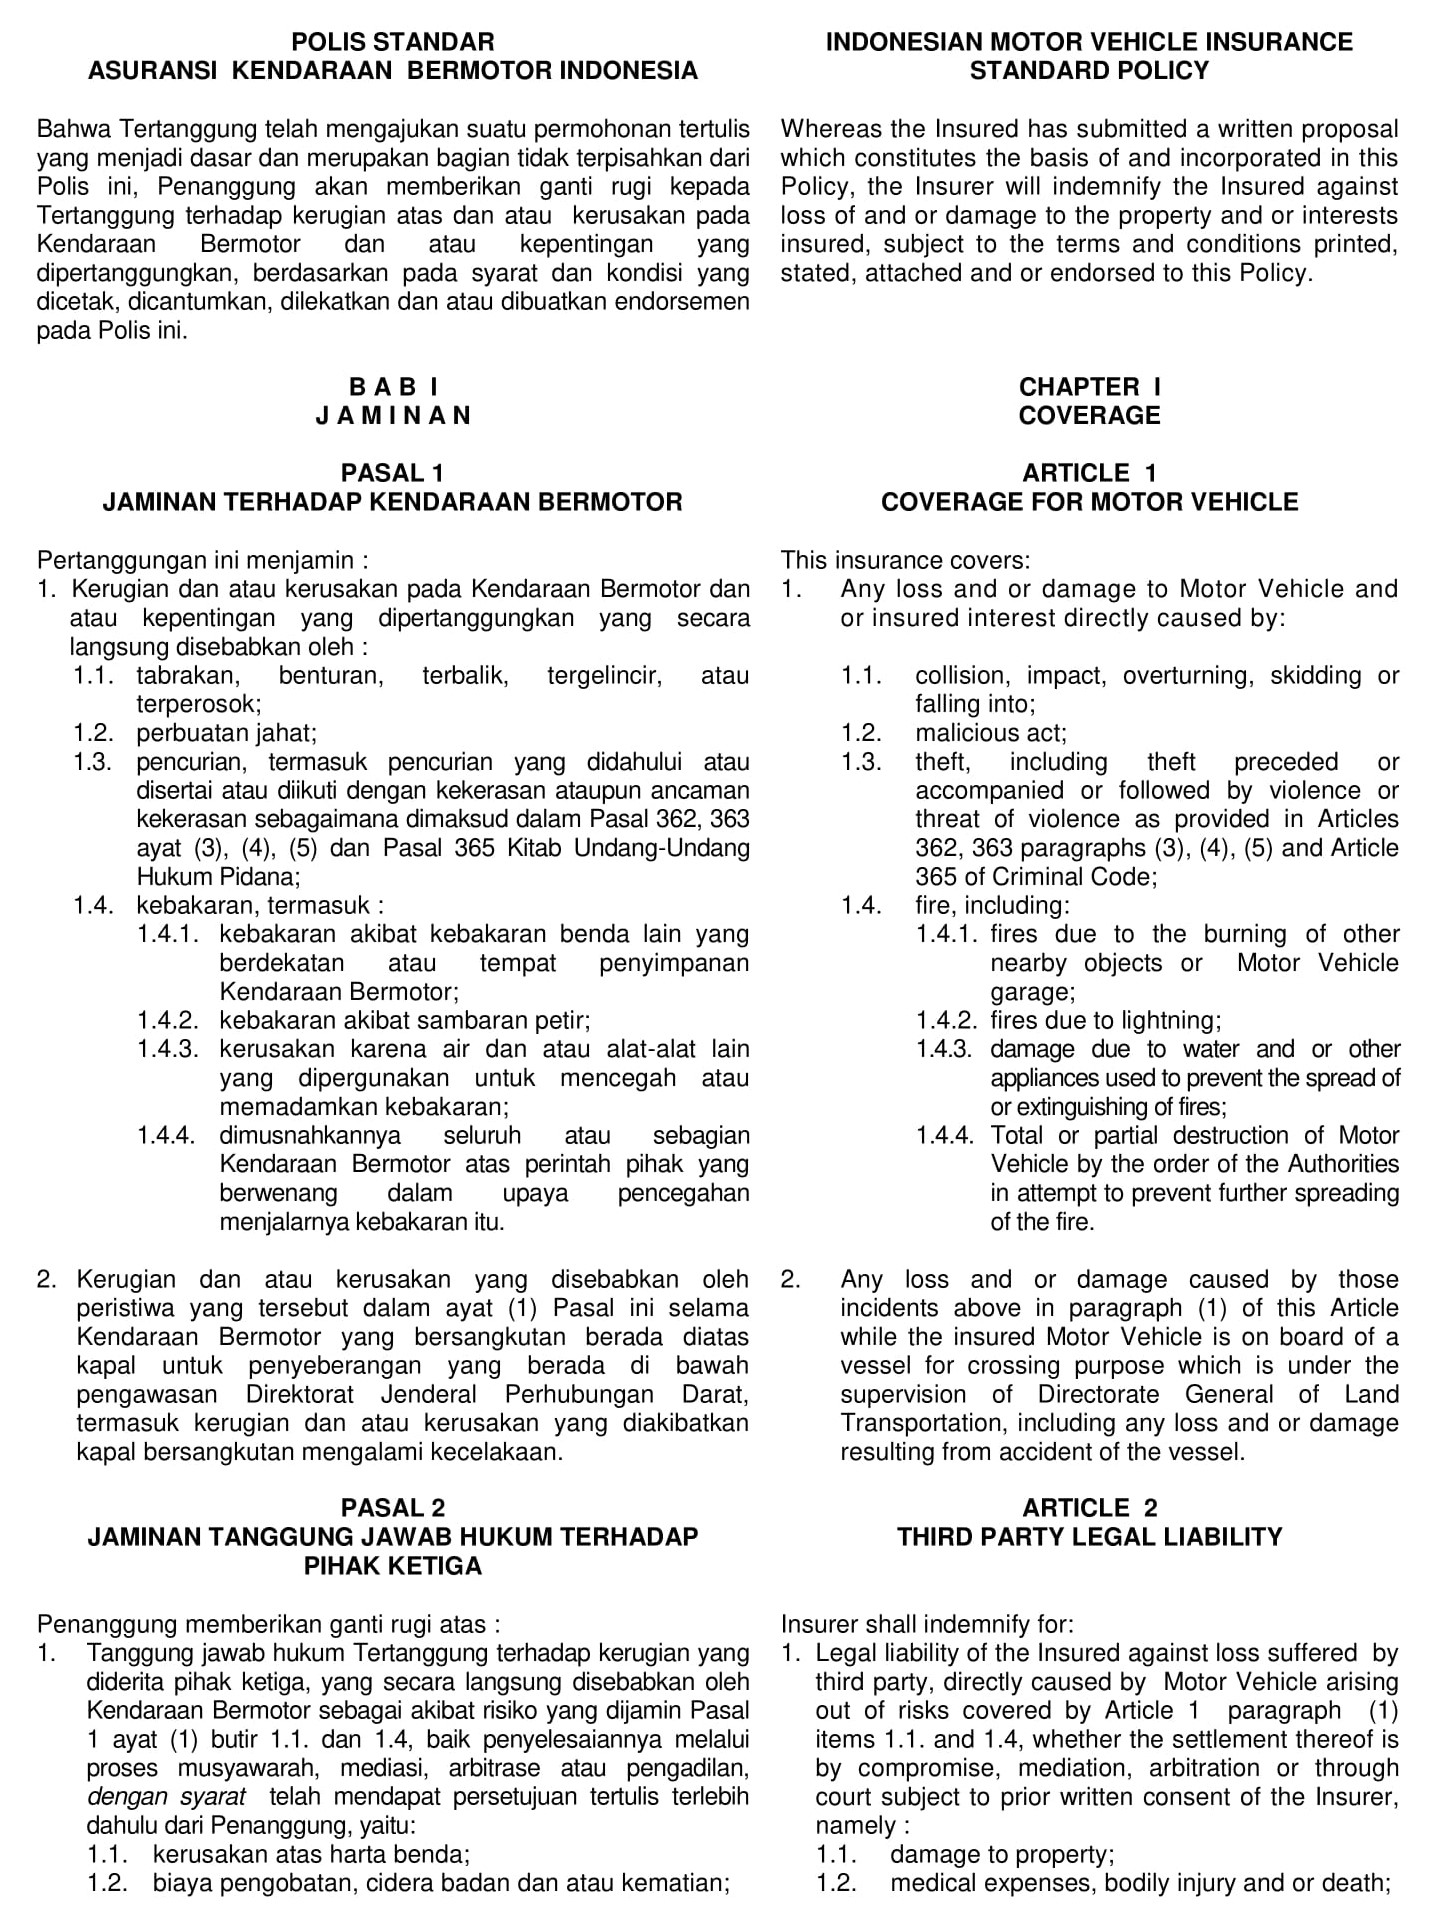 POLIS STANDAR
ASURANSI KENDARAAN BERMOTOR INDONESIA
Bahwa Tertanggung telah mengajukan suatu permohonan tertulis
yang menjadi dasar dan merupakan bagian tidak terpisahkan dari
Polis ini, Penanggung akan memberikan ganti rugi kepada
Tertanggung terhadap kerugian atas dan atau kerusakan pada
Kendaraan Bermotor dan atau kepentingan yang
dipertanggungkan, berdasarkan pada syarat dan kondisi yang
dicetak, dicantumkan, dilekatkan dan atau dibuatkan endorsemen
pada Polis ini.
B A B I
J A M I N A N
PASAL 1
JAMINAN TERHADAP KENDARAAN BERMOTOR
Pertanggungan ini menjamin :
1. Kerugian dan atau kerusakan pada Kendaraan Bermotor dan
atau kepentingan yang dipertanggungkan yang secara
langsung disebabkan oleh :
1.1. tabrakan, benturan, terbalik, tergelincir, atau
terperosok;
1.2. perbuatan jahat;
1.3. pencurian, termasuk pencurian yang didahului atau
disertai atau diikuti dengan kekerasan ataupun ancaman
kekerasan sebagaimana dimaksud dalam Pasal 362, 363
ayat (3), (4), (5) dan Pasal 365 Kitab Undang-Undang
Hukum Pidana;
1.4. kebakaran, termasuk :
1.4.1. kebakaran akibat kebakaran benda lain yang
berdekatan atau tempat penyimpanan
Kendaraan Bermotor;
1.4.2. kebakaran akibat sambaran petir;
1.4.3. kerusakan karena air dan atau alat-alat lain
yang dipergunakan untuk mencegah atau
memadamkan kebakaran;
1.4.4. dimusnahkannya seluruh atau sebagian
Kendaraan Bermotor atas perintah pihak yang
berwenang dalam upaya pencegahan
menjalarnya kebakaran itu.
2. Kerugian dan atau kerusakan yang disebabkan oleh
peristiwa yang tersebut dalam ayat (1) Pasal ini selama
Kendaraan Bermotor yang bersangkutan berada diatas
kapal untuk penyeberangan yang berada di bawah
pengawasan Direktorat Jenderal Perhubungan Darat,
termasuk kerugian dan atau kerusakan yang diakibatkan
kapal bersangkutan mengalami kecelakaan.
PASAL 2
JAMINAN TANGGUNG JAWAB HUKUM TERHADAP
PIHAK KETIGA
Penanggung memberikan ganti rugi atas :
1. Tanggung jawab hukum Tertanggung terhadap kerugian yang
diderita pihak ketiga, yang secara langsung disebabkan oleh
Kendaraan Bermotor sebagai akibat risiko yang dijamin Pasal
1 ayat (1) butir 1.1. dan 1.4, baik penyelesaiannya melalui
proses musyawarah, mediasi, arbitrase atau pengadilan,
dengan syarat telah mendapat persetujuan tertulis terlebih
dahulu dari Penanggung, yaitu:
1.1. kerusakan atas harta benda;
1.2. biaya pengobatan, cidera badan dan atau kematian;
INDONESIAN MOTOR VEHICLE INSURANCE
STANDARD POLICY
Whereas the Insured has submitted a written proposal
which constitutes the basis of and incorporated in this
Policy, the Insurer will indemnify the Insured against
loss of and or damage to the property and or interests
insured, subject to the terms and conditions printed,
stated, attached and or endorsed to this Policy.
CHAPTER I
COVERAGE
ARTICLE 1
COVERAGE FOR MOTOR VEHICLE
This insurance covers:
1. Any loss and or damage to Motor Vehicle and
or insured interest directly caused by:
1.1. collision, impact, overturning, skidding or
falling into;
1.2. malicious act;
1.3. theft, including theft preceded or
accompanied or followed by violence or
threat of violence as provided in Articles
362, 363 paragraphs (3), (4), (5) and Article
365 of Criminal Code;
1.4. fire, including:
1.4.1. fires due to the burning of other
nearby objects or Motor Vehicle
garage;
1.4.2. fires due to lightning;
1.4.3. damage due to water and or other
appliances used to prevent the spread of
or extinguishing of fires;
1.4.4. Total or partial destruction of Motor
Vehicle by the order of the Authorities
in attempt to prevent further spreading
of the fire.
2. Any loss and or damage caused by those
incidents above in paragraph (1) of this Article
while the insured Motor Vehicle is on board of a
vessel for crossing purpose which is under the
supervision of Directorate General of Land
Transportation, including any loss and or damage
resulting from accident of the vessel.
ARTICLE 2
THIRD PARTY LEGAL LIABILITY
Insurer shall indemnify for:
1. Legal liability of the Insured against loss suffered by
third party, directly caused by Motor Vehicle arising
out of risks covered by Article 1 paragraph (1)
items 1.1. and 1.4, whether the settlement thereof is
by compromise, mediation, arbitration or through
court subject to prior written consent of the Insurer,
namely :
1.1. damage to property;
1.2. medical expenses, bodily injury and or death;